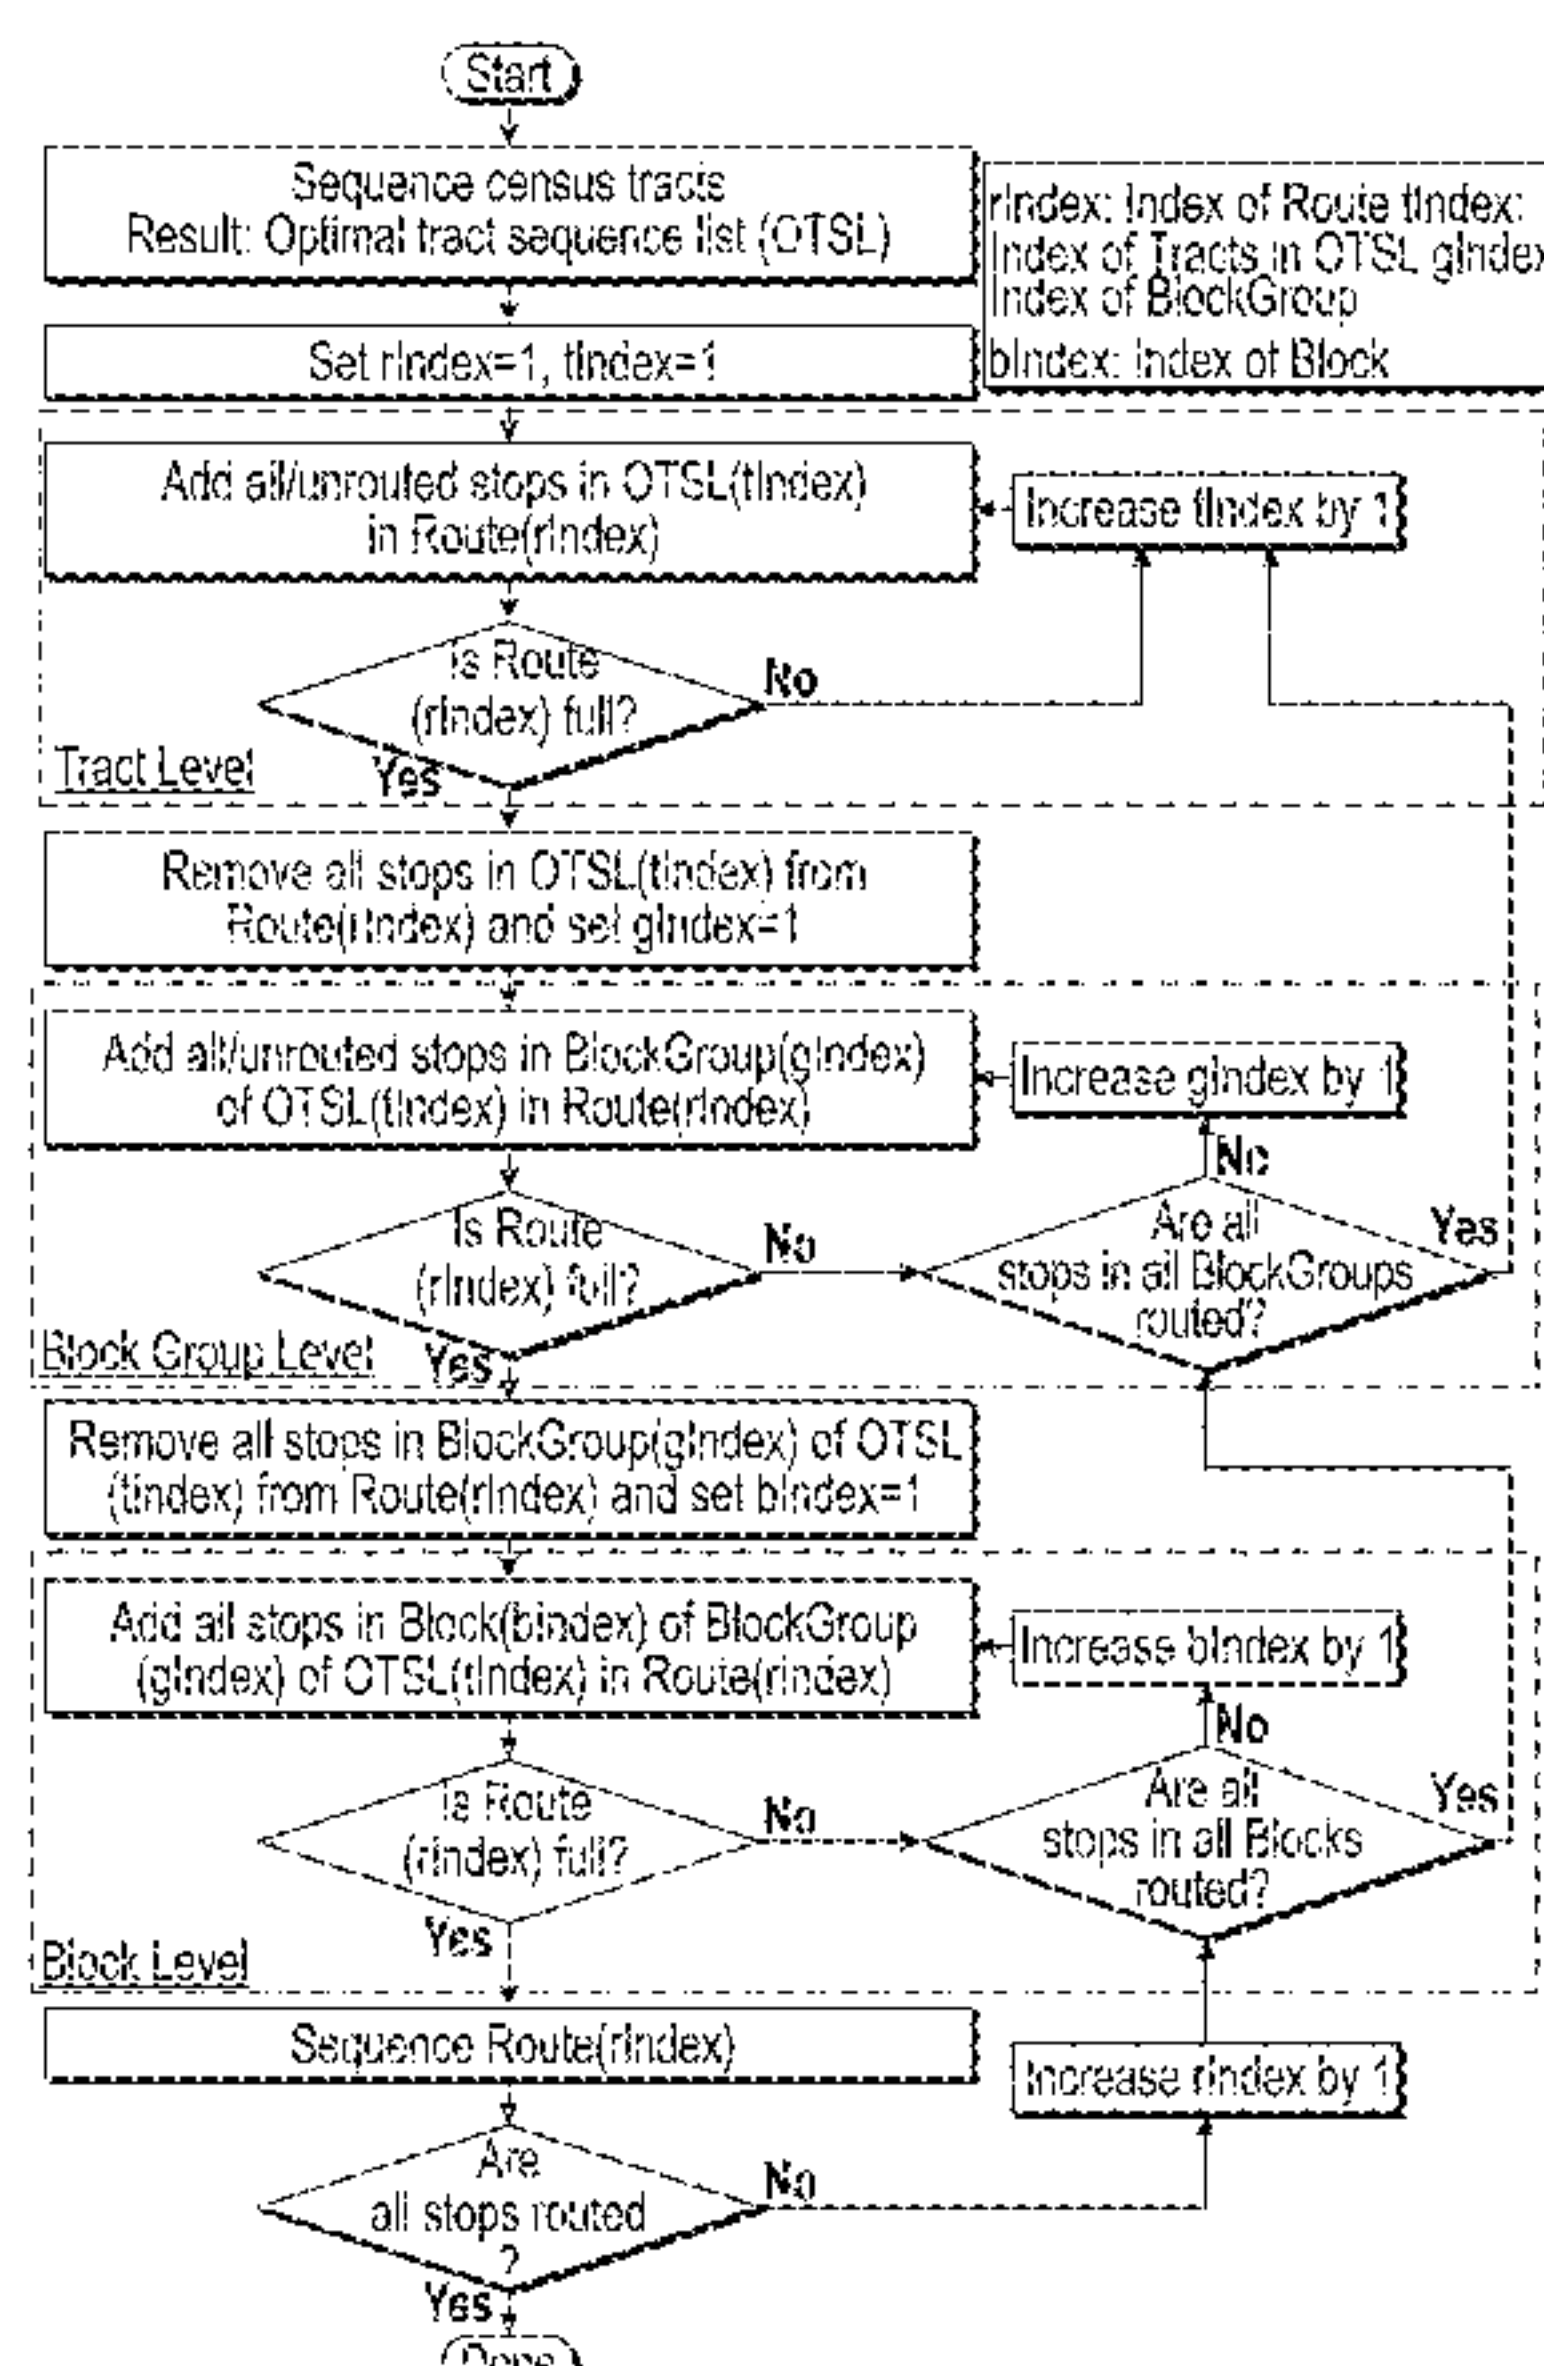 Start
Sequence census tracts
Result: Optimal tract sequence list (OTSL)
rIndex: Index of Route tIndex:
Index of Tracts in OTSL gIndex
Index of BlockGroup
bIndex: Index of Block
Set rIndex=1, tIndex=1
Add all/unrouted stops in OTSL(tIndex)
in Route(rIndex)
Increase tIndex by 1
Is Route
(rIndex) full?
No
Yes
Tract Level
Remove all stops in OTSL(tIndex) from
Route(rIndex) and set gIndex=1
Add all/unrouted stops in BlockGroup(gIndex)
of OTSL(tIndex) in Route(rIndex)
Increase gIndex by 1
No
Is Route
(rIndex) full?
No
Are all
stops in all BlockGroups
routed?
Yes
Yes
Block Group Level
Remove all stops in BlockGroup(gIndex) of OTSL
(tIndex) from Route(rIndex) and set bIndex=1
Add all stops in Block(bIndex) of BlockGroup
(gIndex) of OTSL(tIndex) in Route(rIndex)
Increase bIndex by 1
No
Is Route
(rIndex) full?
No
Are all
stops in all Blocks
routed?
Yes
Yes
Block Level
Sequence Route(rIndex)
Increase rIndex by 1
Are
all stops routed
?
No
Yes
Done